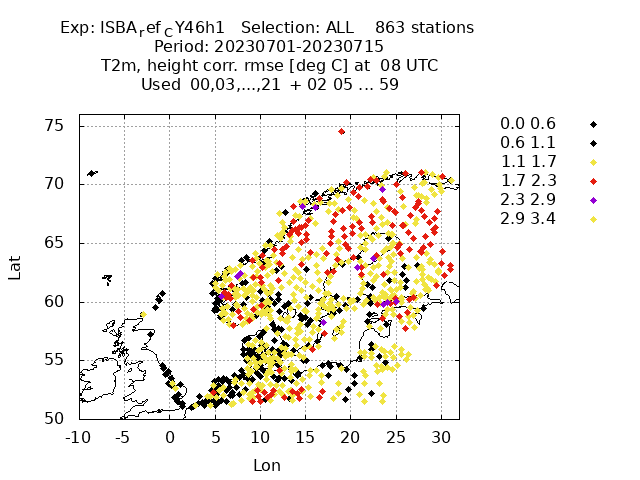 Exp: ISBA_ref_CY46h1 Selection: ALL 863 stations
Period: 20230701-20230715
T2m, height corr. rmse [deg C] at 08 UTC
Used 00,03,...,21 + 02 05 ... 59
0.0 0.6
0.6 1.1
1.1 1.7
1.7 2.3
2.3 2.9
2.9 3.4
75
70
65
60
55
50
Lat
-10 -5 0 5 10 15 20 25 30
Lon